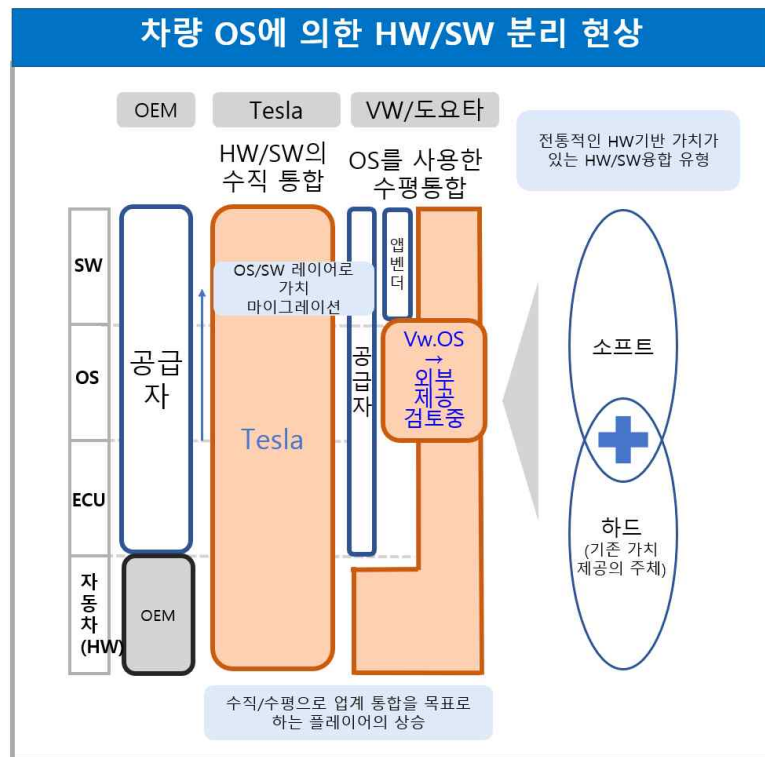 차량 OS에 의한 HW/SW 분리 현상
OEM
Tesla
VW/도요타
HW/SW의
수직 통합
OS를 사용한
수평통합
전통적인 HW기반 가치가
있는 HW/SW융합 유형
SW
OS
ECU
자동차
(HW)
공급
자
OEM
OS/SW 레이어로
가치
마이그레이션
Tesla
공급자
앱벤더
Vw.OS
→
외부
제공
검토중
소프트
하드
(기존 가치
제공의 주체)
수직/수평으로 업계 통합을 목표로
하는 플레이어의 상승